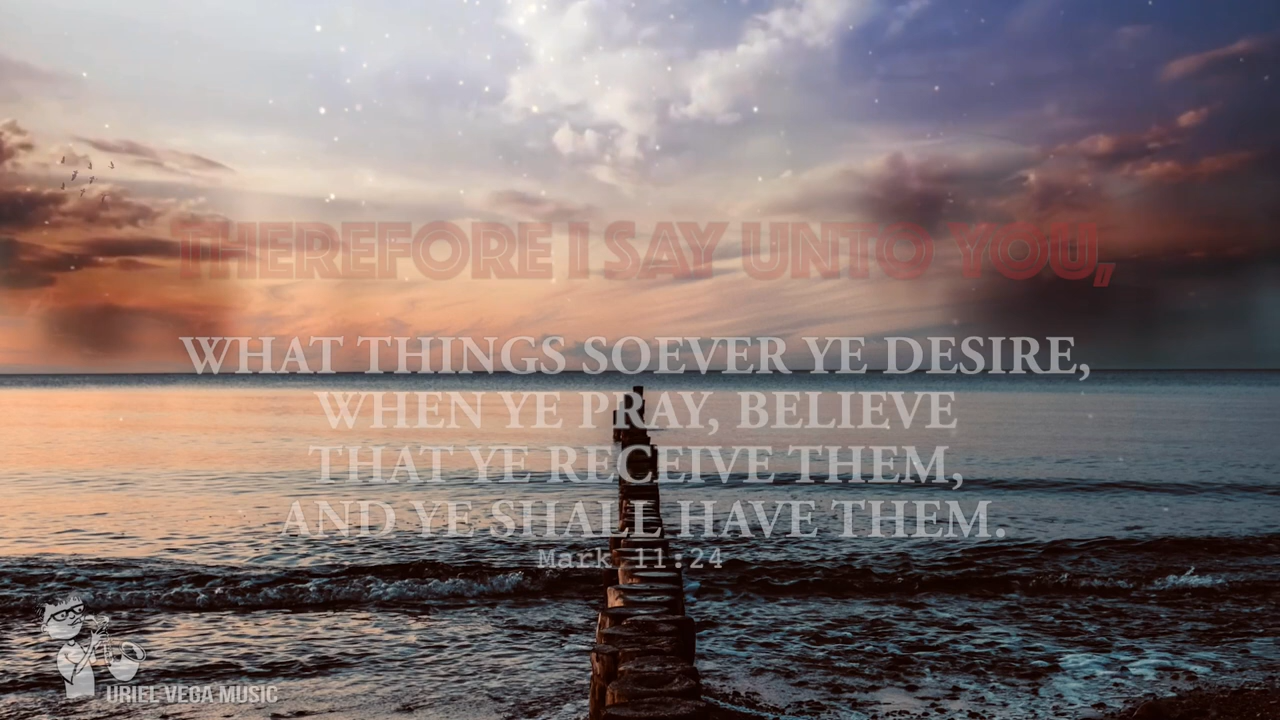 THEREFORE I SAY UNTO YOU,
WHAT THINGS SOEVER YE DESIRE,
WHEN YE PRAY, BELIEVE
THAT YE RECEIVE THEM,
AND YE SHALL HAVE THEM.
Mark 11:24
URIEL VEGA MUSIC